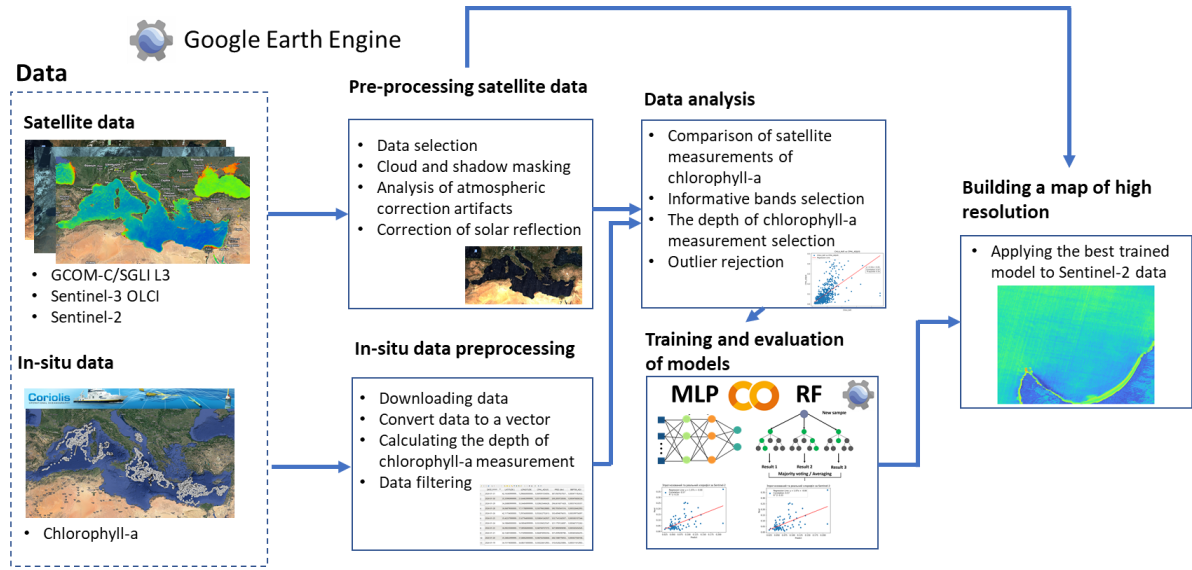 Google Earth Engine
Data
Satellite data
• GCOM-C/SGLI L3
• Sentinel-3 OLCI
• Sentinel-2
In-situ data
Coriolis
• Chlorophyll-a
Pre-processing satellite data
• Data selection
• Cloud and shadow masking
• Analysis of atmospheric
correction artifacts
• Correction of solar reflection
In-situ data preprocessing
• Downloading data
• Convert data to a vector
• Calculating the depth of
chlorophyll-a measurement
• Data filtering
Data analysis
• Comparison of satellite
measurements of
chlorophyll-a
• Informative bands selection
• The depth of chlorophyll-a
measurement selection
• Outlier rejection
Training and evaluation
of models
MLP CO RF
New sample
Result 1 Result 2 Result 3
Majority voting / Averaging
Building a map of high
resolution
• Applying the best trained
model to Sentinel-2 data